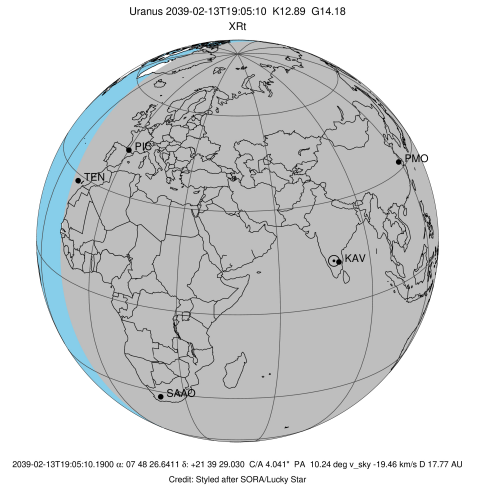 Uranus 2039-02-13T19:05:10 K12.89 G14.18
XRt
PIC
PMO
TEN
KAV
SAAO
2039-02-13T19:05:10.1900 α: 07 48 26.6411 δ: +21 39 29.030 C/A 4.041" PA 10.24 deg v_sky -19.46 km/s D 17.77 AU
Credit: Styled after SORA/Lucky Star